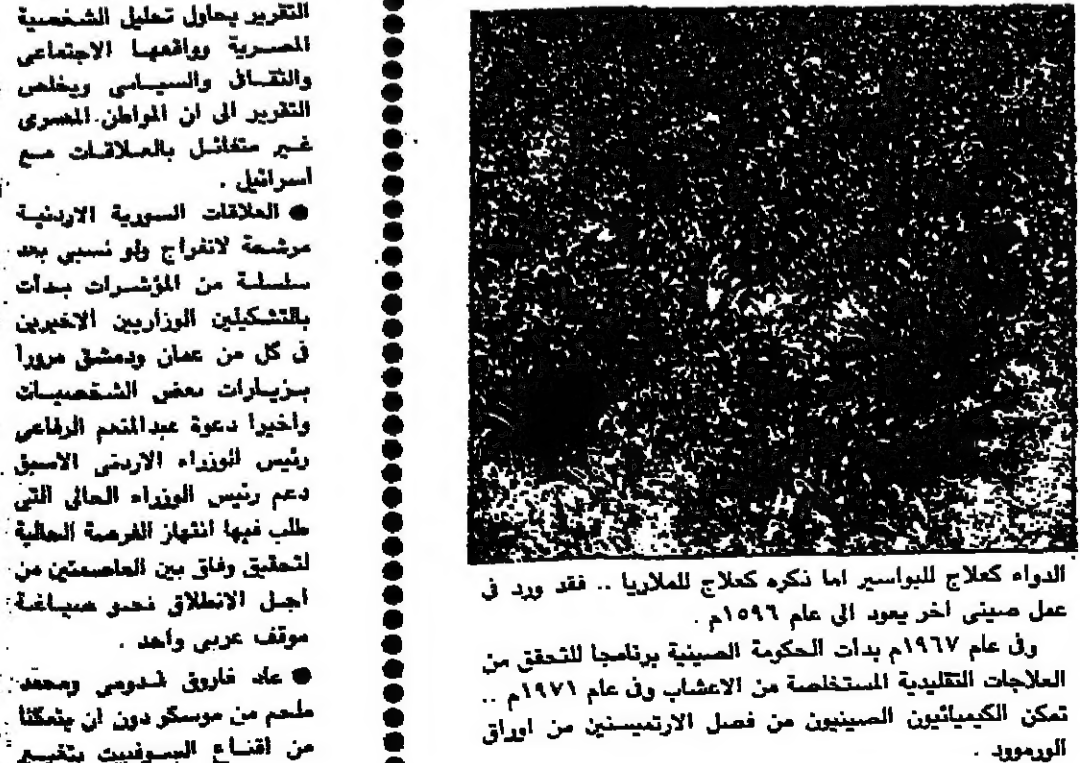 الدواء كعلاج للبواسير اما ذكره كعلاج للملاريا .. فقد ورد في
عمل صيني آخر يعود الى عام ١٥٩٦م .
وفي عام ١٩٦٧م بدأت الحكومة الصينية برنامجا للتحقق من
العلاجات التقليدية المستخلصة من الاعشاب وفي عام ١٩٧١م ..
تمكن الكيميائيون الصينيون من فصل الارتميسنين من اوراق
الورموود .
التقرير يحاول تحليل الشخصية
المصرية وواقعها الاجتماعى
والثقافى والسياسى ويخلص
التقرير الى ان المواطن المصرى
غير متفائل بالعلاقات مع
اسرائيل .
● العلاقات السورية الاردنية
مرشحة لانفراج ولو نسبي بعد
سلسلة من المؤشرات بدأت
بالتشكيلين الوزاريين الاخيرين
في كل من عمان ودمشق مرورا
بزيارات بعض الشخصيات
واخيرا دعوة عبدالمنعم الرفاعي
رئيس الوزراء الاردنى الاسبق
دعم رئيس الوزراء الحالي التي
طلب فيها انتهاز الفرصة الحالية
لتحقيق وفاق بين العاصمتين من
اجل الانطلاق نحو صياغة
موقف عربي واحد .
● عاد فاروق قدومي ومحمد
ملحم من موسكو دون ان يتمكنا
من اقناع السوفييت بتغيير